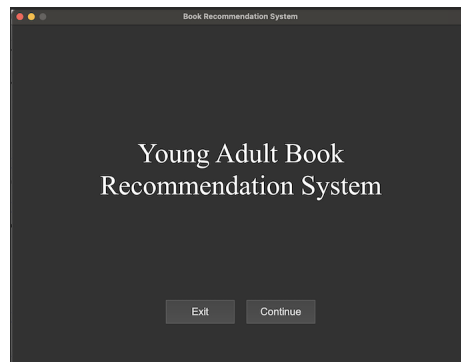 Book Recommendation System
Young Adult Book
Recommendation System
Exit Continue